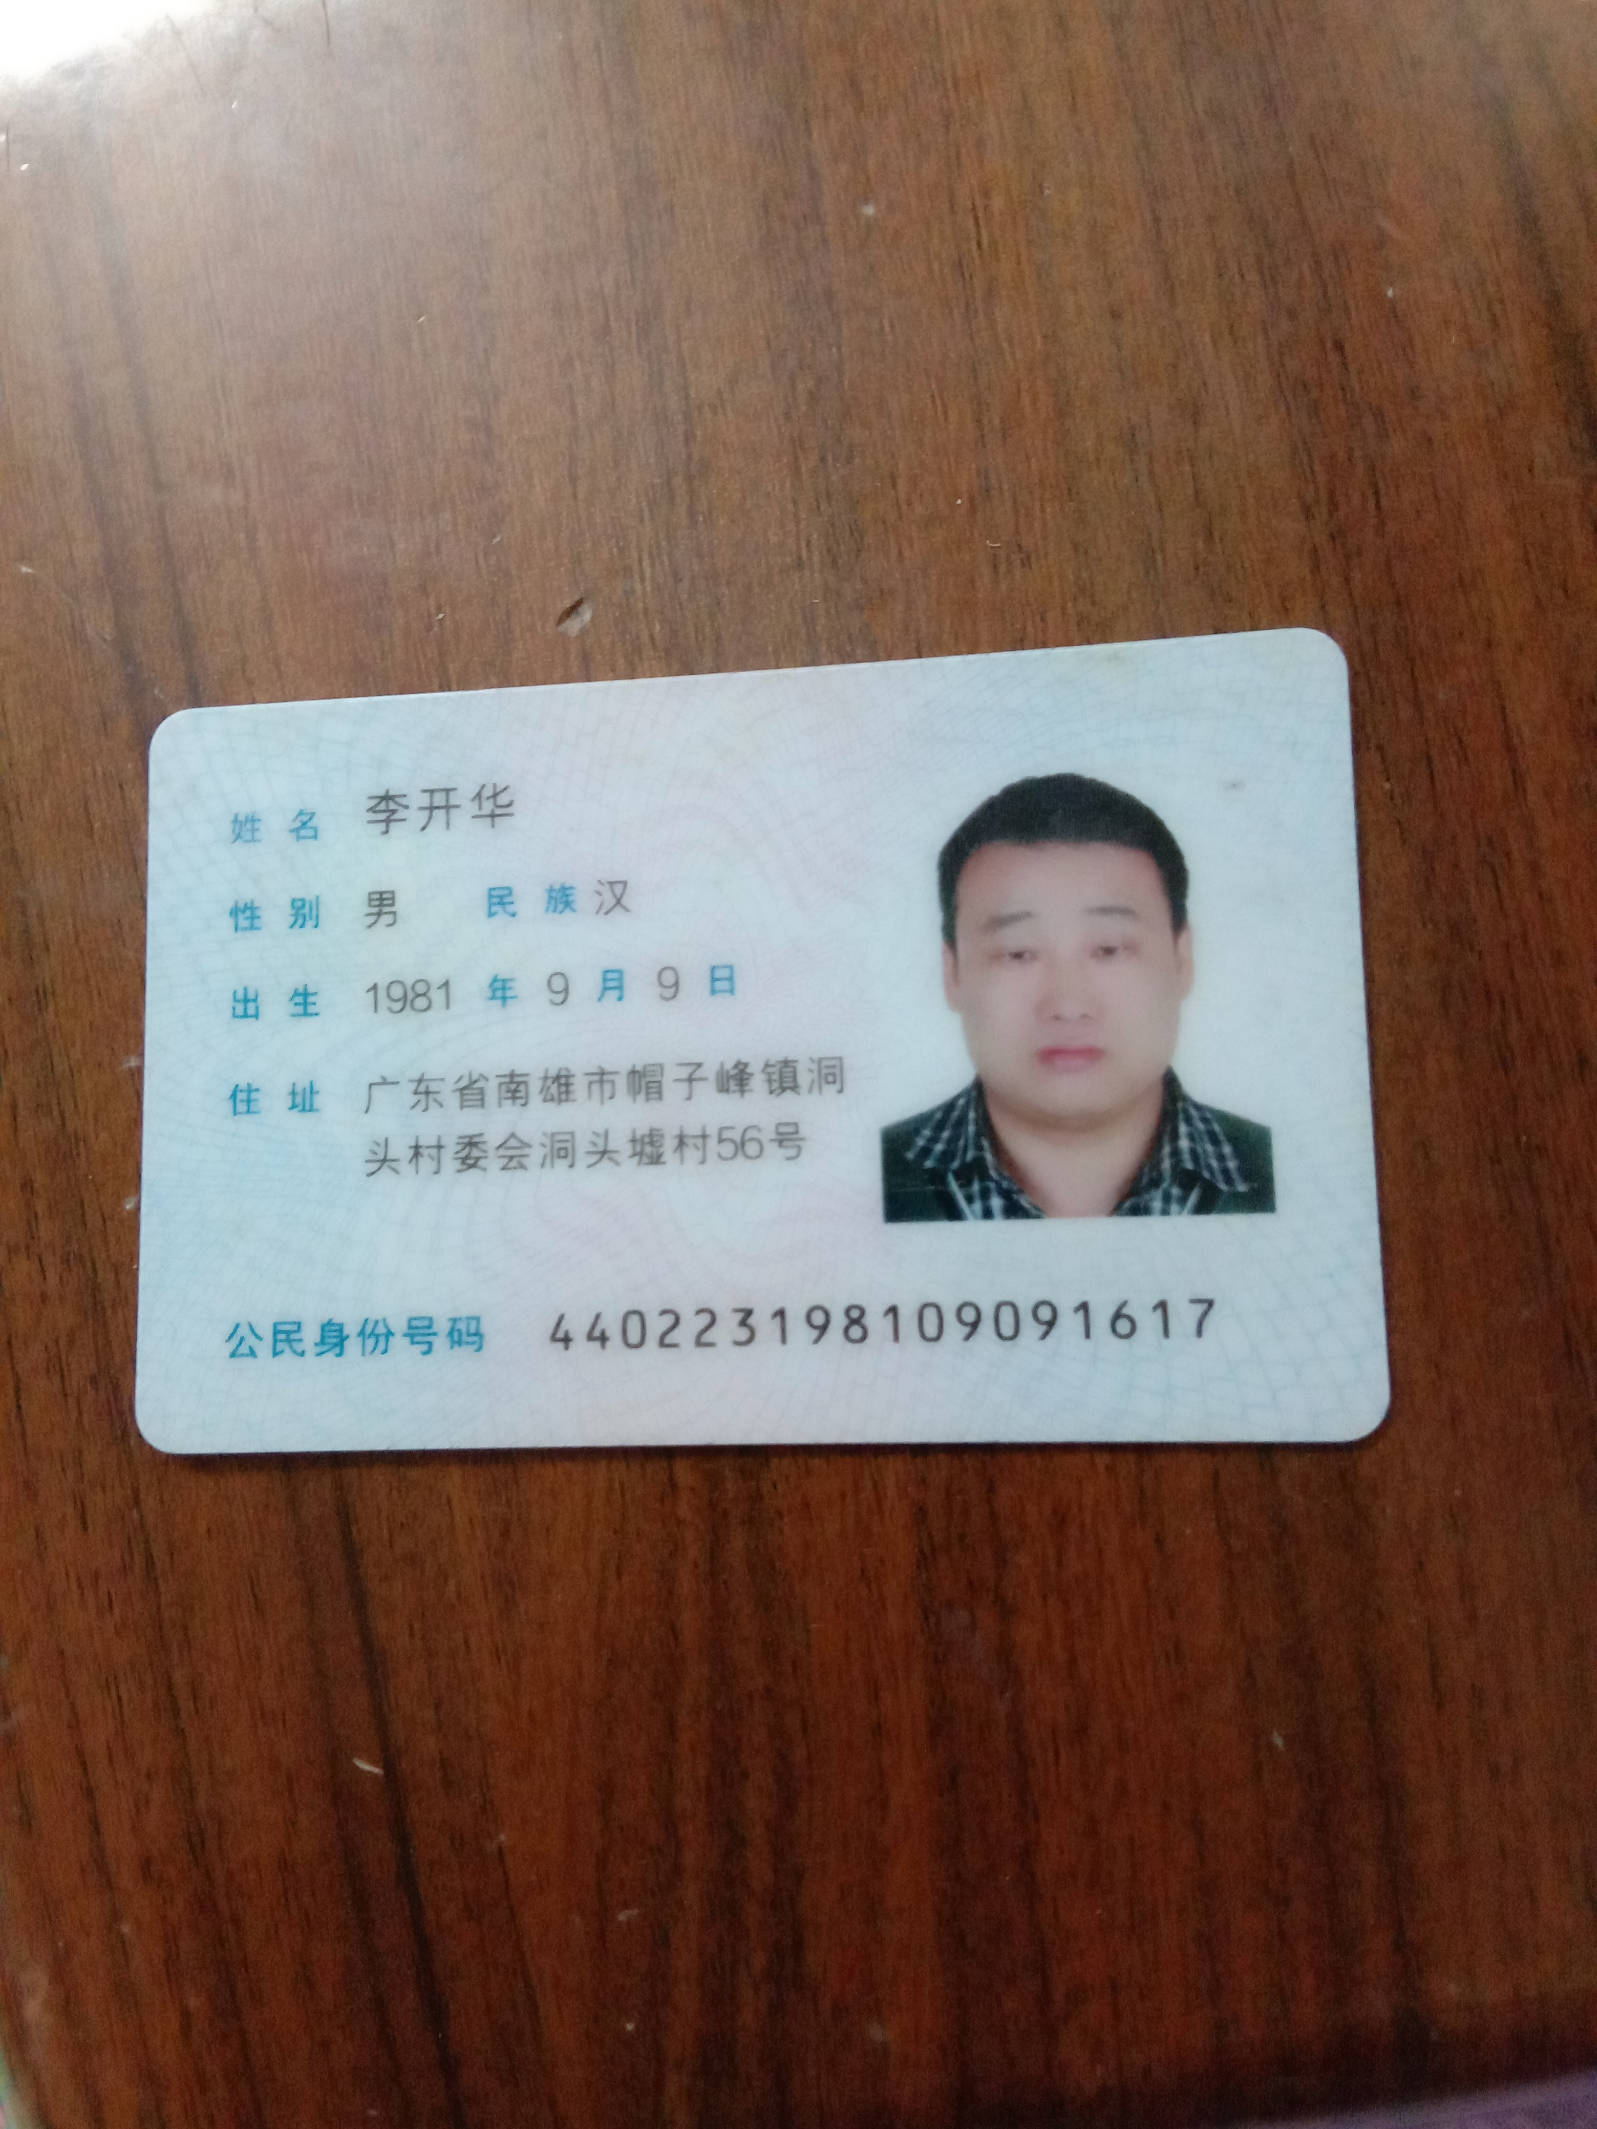 姓名 李开华
性别 男 民族 汉
出生 1981 年 9 月 9 日
住址 广东省南雄市帽子峰镇洞
头村委会洞头墟村56号
公民身份号码 440223198109091617